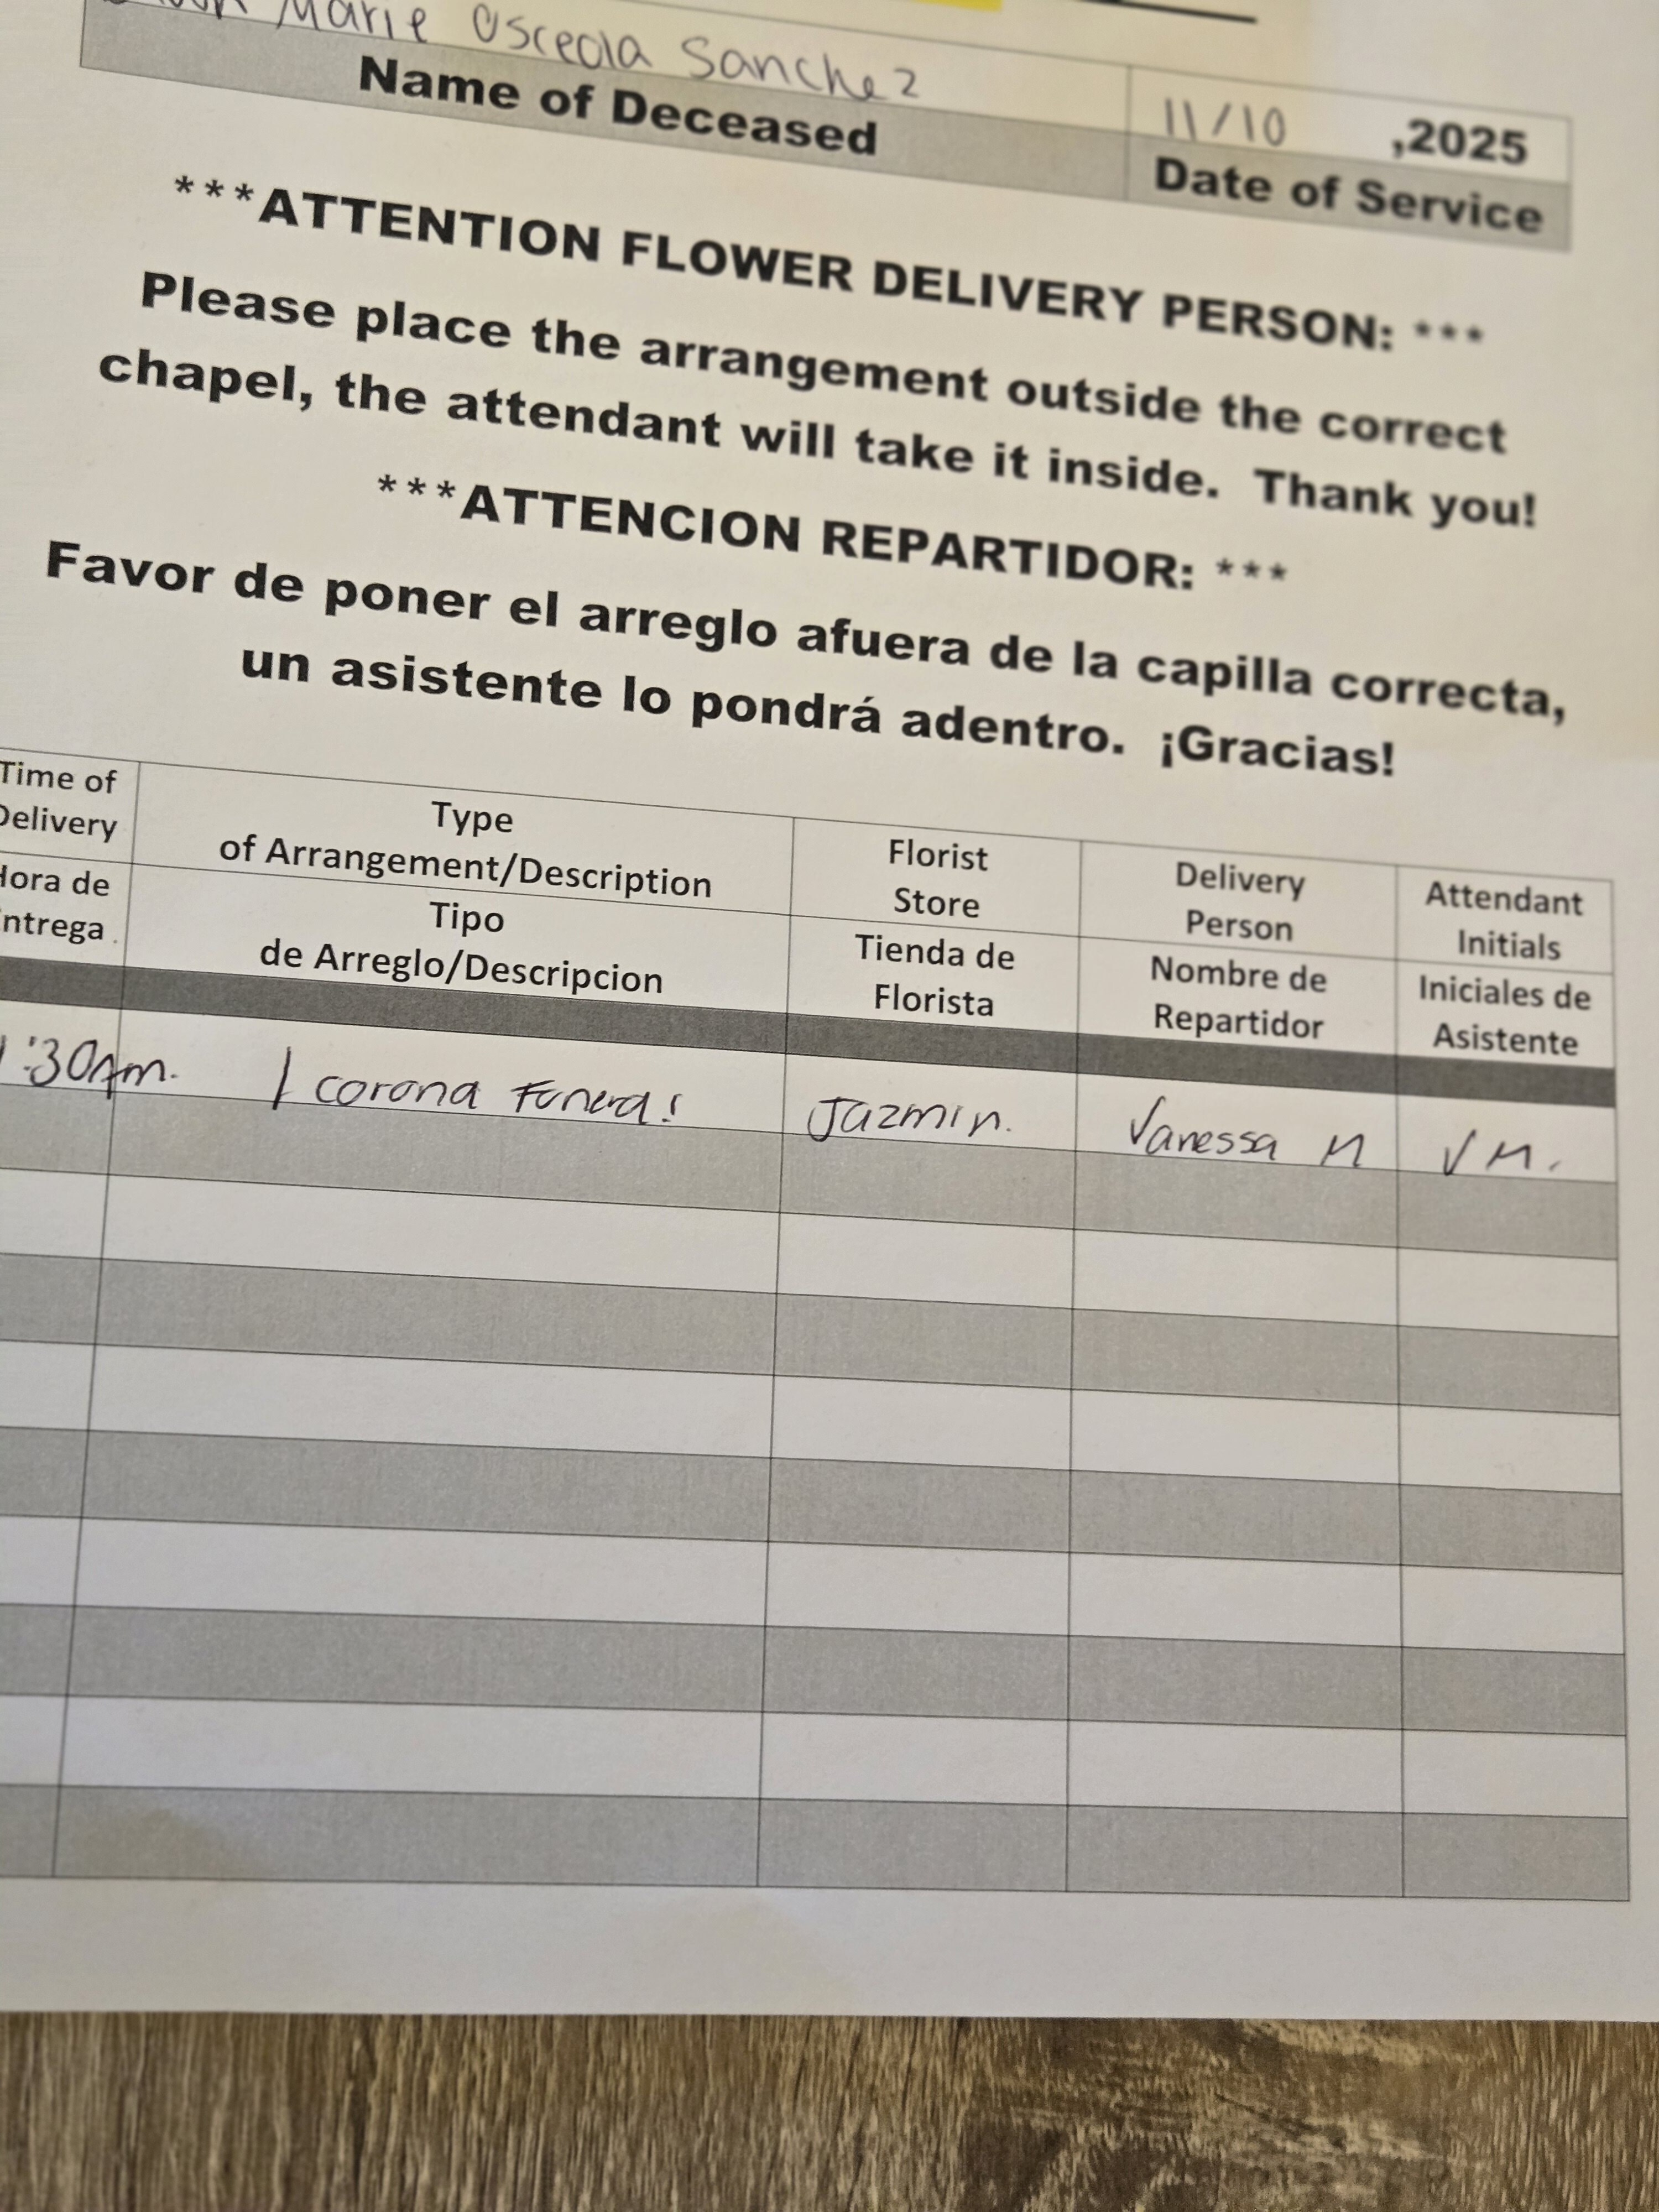 Marie Osceola Sanchez
11/10 ,2025
Name of Deceased
Date of Service
***ATTENTION FLOWER DELIVERY PERSON: ***
Please place the arrangement outside the correct
chapel, the attendant will take it inside. Thank you!
***ATTENCION REPARTIDOR: ***
Favor de poner el arreglo afuera de la capilla correcta,
un asistente lo pondrá adentro. ¡Gracias!
Time of
Delivery
Type
of Arrangement/Description
Florist
Store
Delivery
Person
Attendant
Initials
Hora de
ntrega
Tipo
de Arreglo/Descripcion
Tienda de
Florista
Nombre de
Repartidor
Iniciales de
Asistente
:30Am. 1 corona Funeral Jazmin. Vanessa M VM.